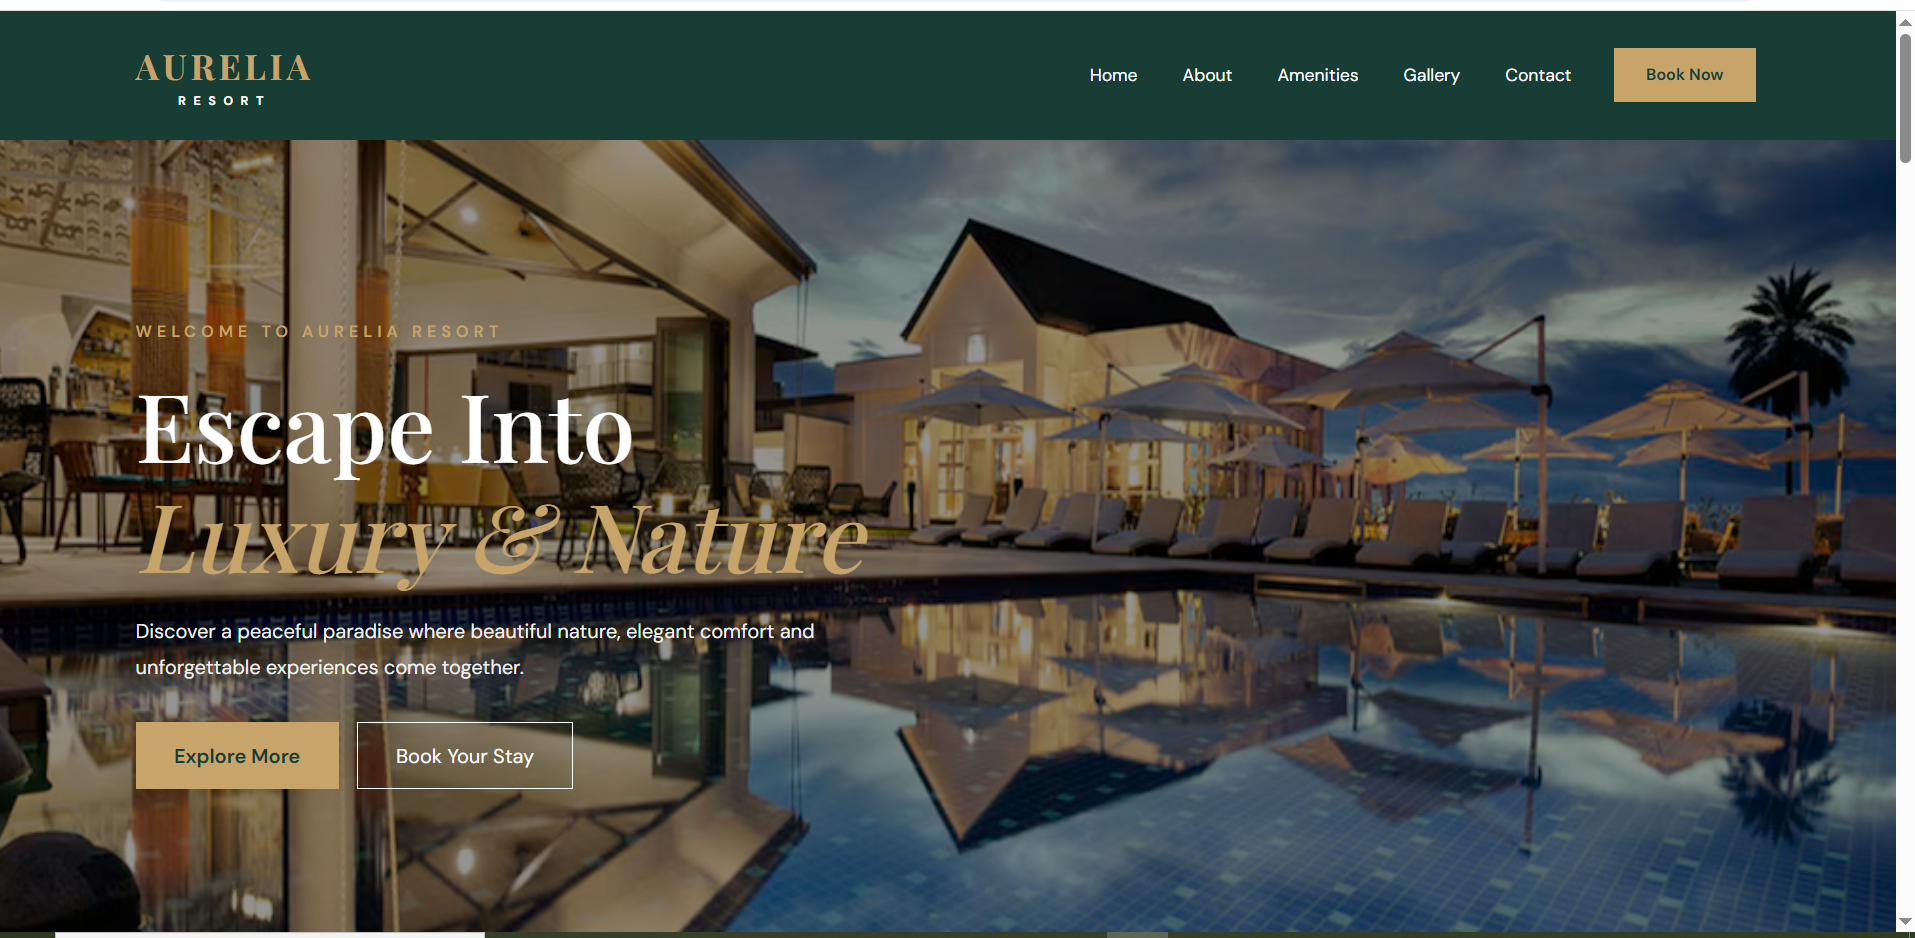 AURELIA
RESORT
Home About Amenities Gallery Contact Book Now
WELCOME TO AURELIA RESORT
Escape Into
Luxury & Nature
Discover a peaceful paradise where beautiful nature, elegant comfort and
unforgettable experiences come together.
Explore More Book Your Stay